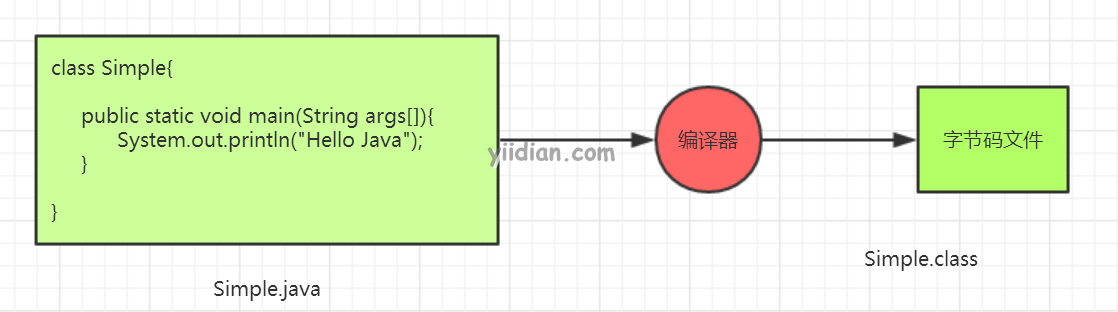 class Simple{
public static void main(String args[]){
System.out.println("Hello Java");
}
}
Simple.java
yiidian.com
编译器
字节码文件
Simple.class